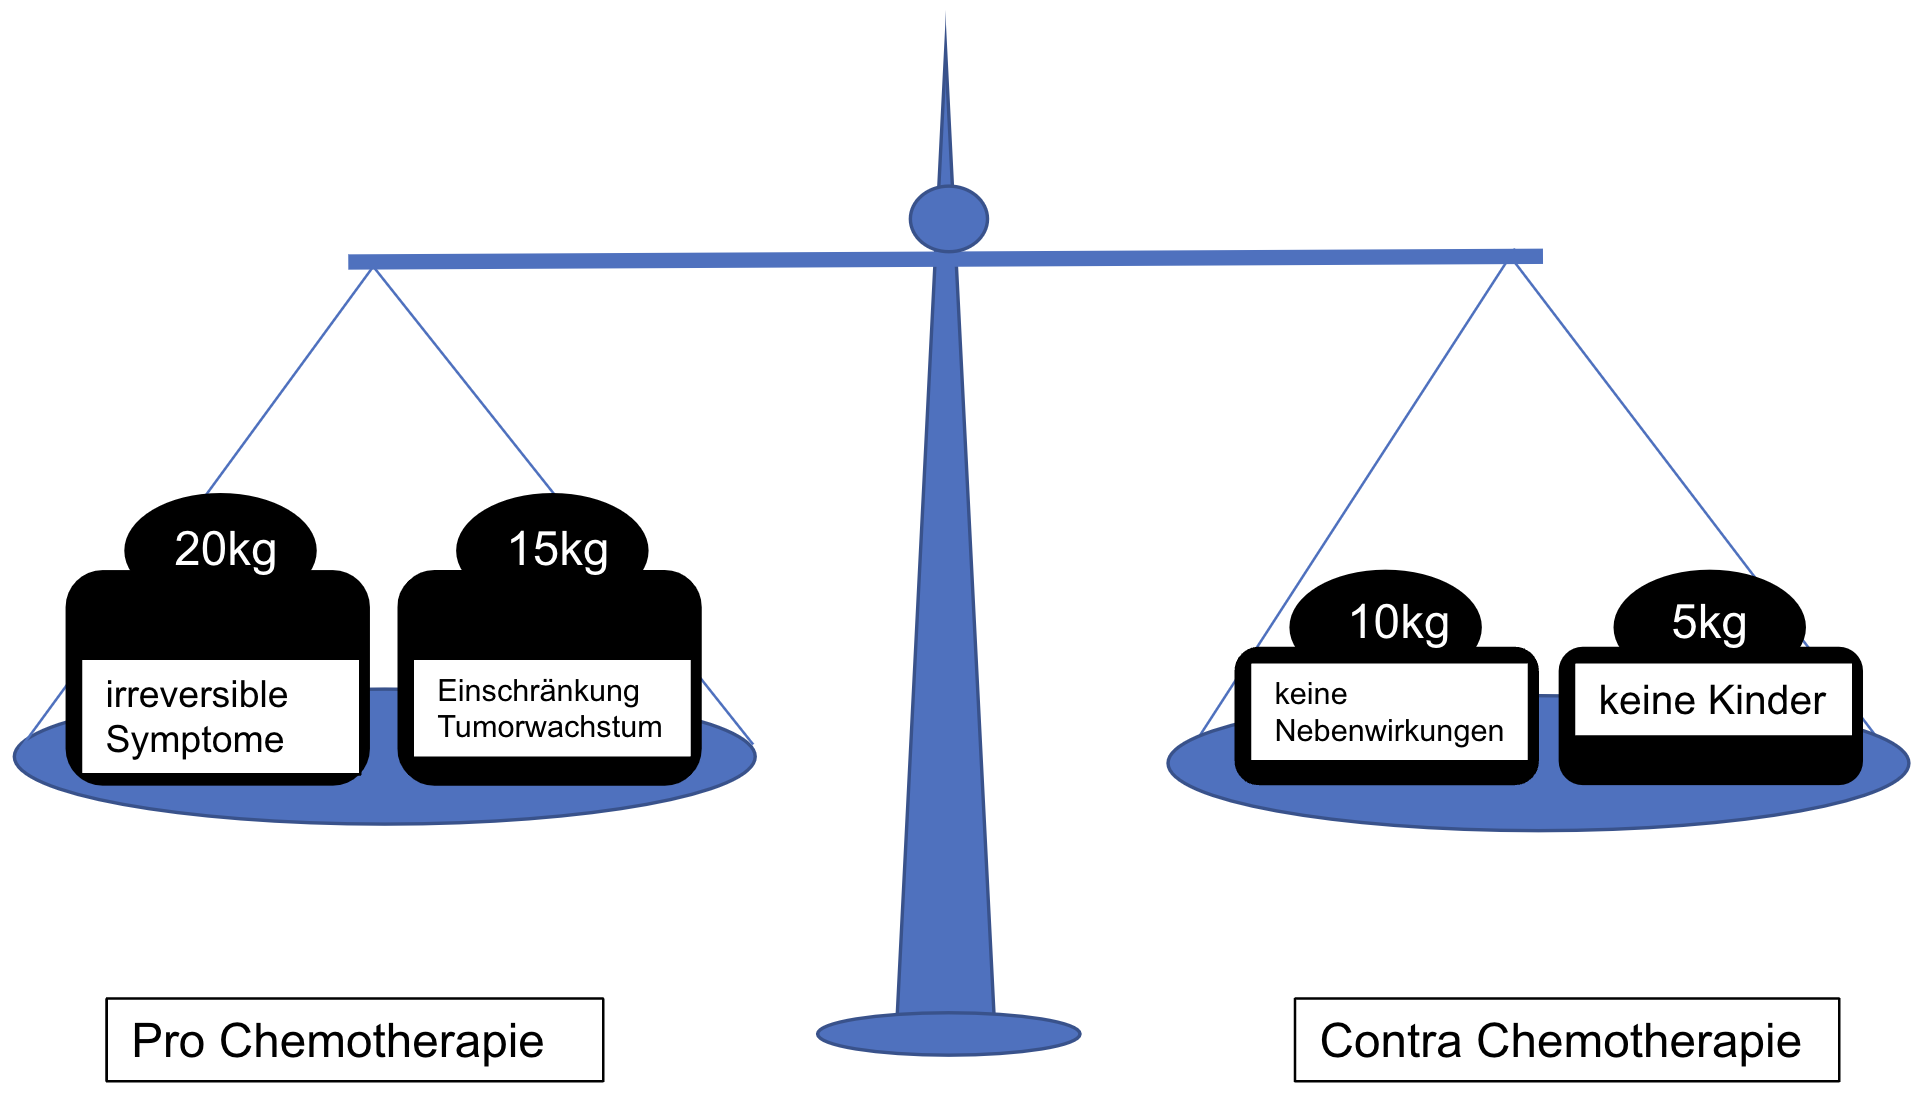 20kg
irreversible
Symptome
15kg
Einschränkung
Tumorwachstum
10kg
keine
Nebenwirkungen
5kg
keine Kinder
Pro Chemotherapie
Contra Chemotherapie